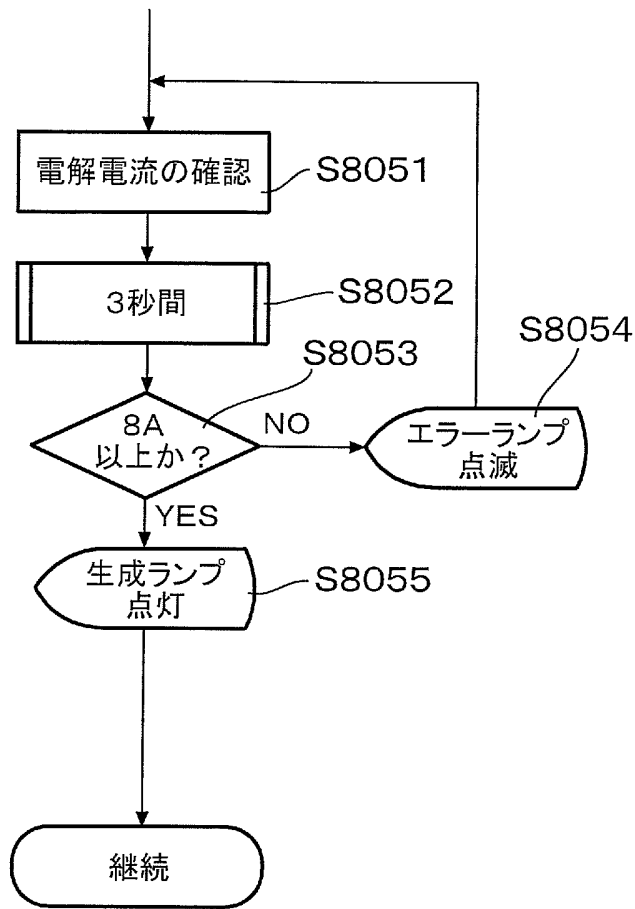 電解電流の確認
S8051
3秒間
S8052
S8053
8A
以上か?
NO
S8054
エラーランプ
点滅
YES
生成ランプ
点灯
S8055
継続